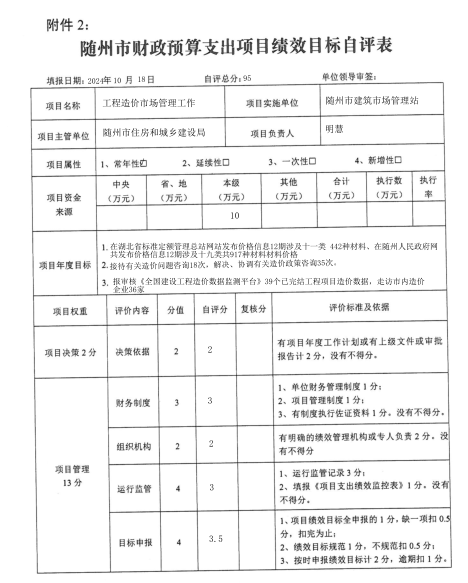 附件 2:
随州市财政预算支出项目绩效目标自评表
填报日期: 2024年 10 月 18日 自评总分: 95 单位领导审签:
项目名称 工程造价市场管理工作 项目实施单位 随州市建筑市场管理站
项目主管单位 随州市住房和城乡建设局 项目负责人 明慧
项目属性 1、常年性☑ 2、延续性☐ 3、一次性☐ 4、新增性☐
项目资金来源 中央（万元） 省、地（万元） 本级（万元） 其他（万元） 合计（万元） 执行数（万元） 执行率
10
项目年度目标
1.在湖北省标准定额管理总站网站发布价格信息12期涉及十一类 442种材料、在随州人民政府网
共发布价格信息12期涉及十九类共917种材料材料价格
2.接待有关造价问题咨询18次，解决、协调有关造价政策咨询35次。
3．报审核《全国建设工程造价数据监测平台》39个已完结工程项目造价数据，走访市内造价
企业36家
项目权重 评价内容 分值 自评分 复核分 评价标准及依据
项目决策 2 分 决策依据 2 2
有项目年度工作计划或有上级文件或审批
报告计 2 分，没有不得分。
项目管理
13 分
财务制度 3 3
1、单位财务管理制度 1 分；
2、项目管理制度 1 分；
3、有制度执行佐证资料 1 分。没有不得分。
组织机构 2 2
有明确的绩效管理机构或专人负责 2 分。没
有不得分
运行监管 4 3
1、运行监管记录 3 分；
2、填报《项目支出绩效监控表》1 分。没有
不得分。
目标申报 4 3.5
1、项目绩效目标全申报的 1 分，缺一项扣 0.5
分，扣完为止；
2、绩效目标规范 1 分，不规范扣 0.5 分；
3、按时申报绩效目标计 2 分，逾期扣 1 分。